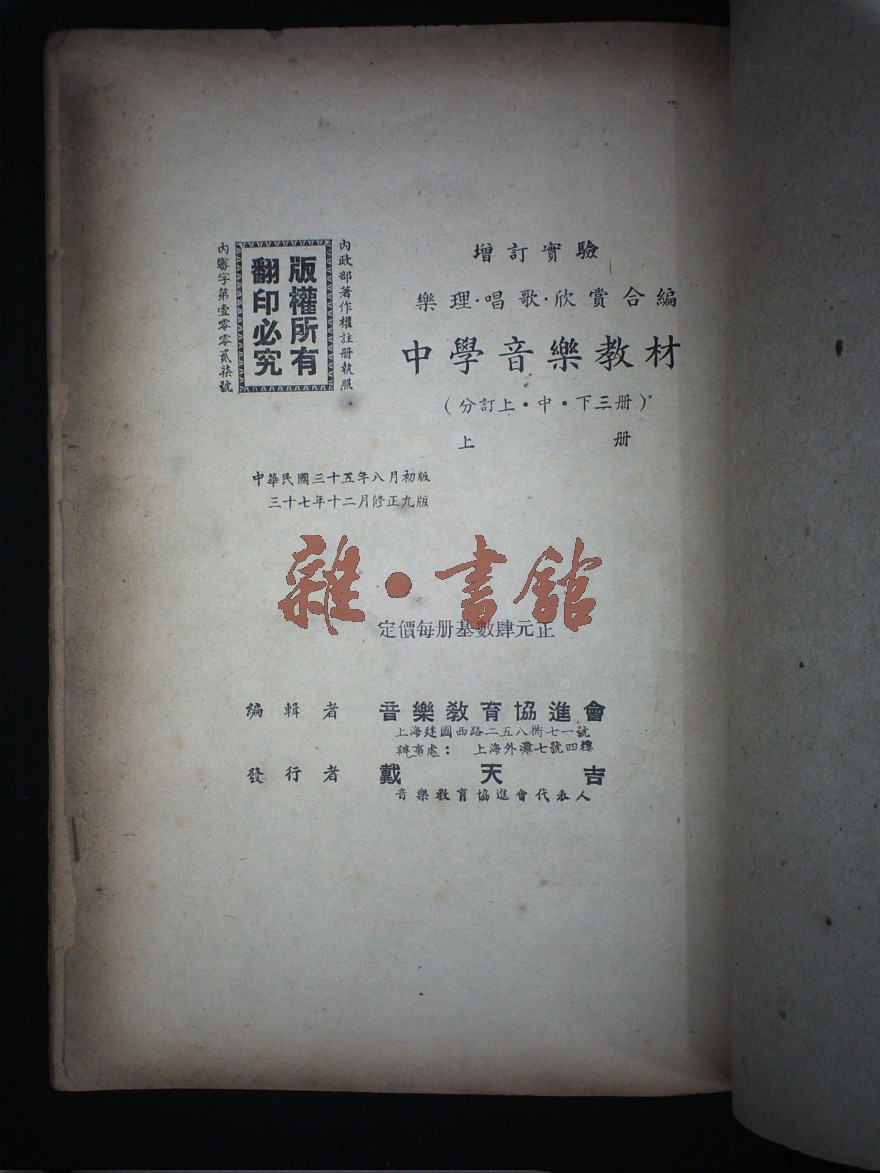 增訂實驗
樂理·唱歌·欣賞合編
中學音樂教材
(分訂上·中·下三册)
上册
內政部著作權註册執照
版權所有
翻印必究
內審字第壹零零貳柒號
中華民國三十五年八月初版
三十七年十二月修正九版
雜·書館
定價每册基數肆元正
編輯者 音樂敎育協進會
上海建國西路二五八衖七一號
辦事處: 上海外灘七號四樓
發行者 戴天吉
音樂敎育協進會代表人